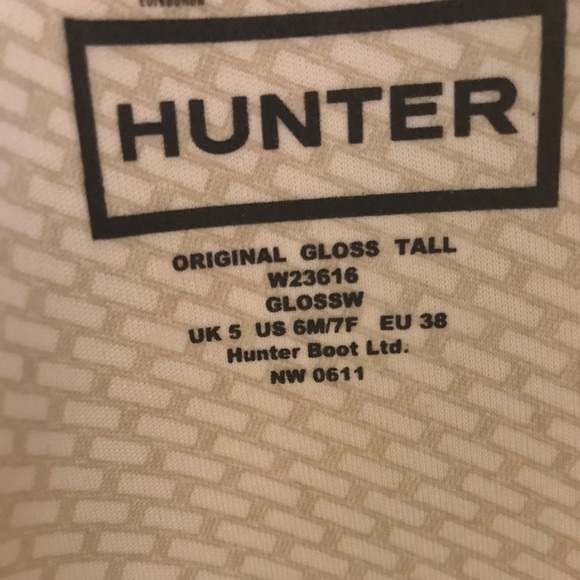 HUNTER
ORIGINAL GLOSS TALL
W23616
GLOSSW
UK 5 US 6M/7F EU 38
Hunter Boot Ltd.
NW 0611